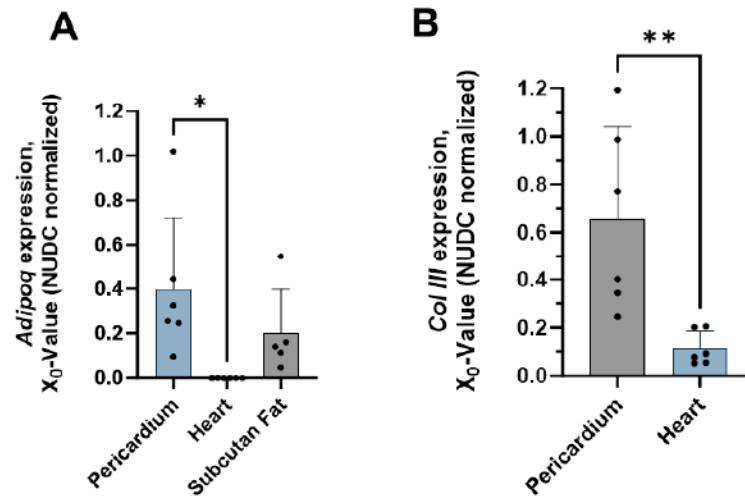 A
*
Adipoq expression,
X₀-Value (NUDC normalized)
1.2
1.0
0.8
0.6
0.4
0.2
0.0
Pericardium
Heart
Subcutan Fat
B
**
Col III expression,
X₀-Value (NUDC normalized)
1.2
1.0
0.8
0.6
0.4
0.2
0.0
Pericardium
Heart